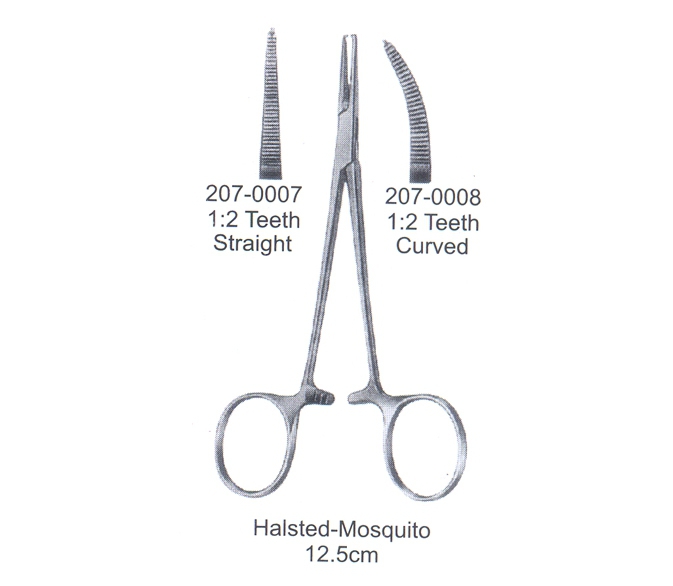 207-0007
1:2 Teeth
Straight
207-0008
1:2 Teeth
Curved
Halsted-Mosquito
12.5cm